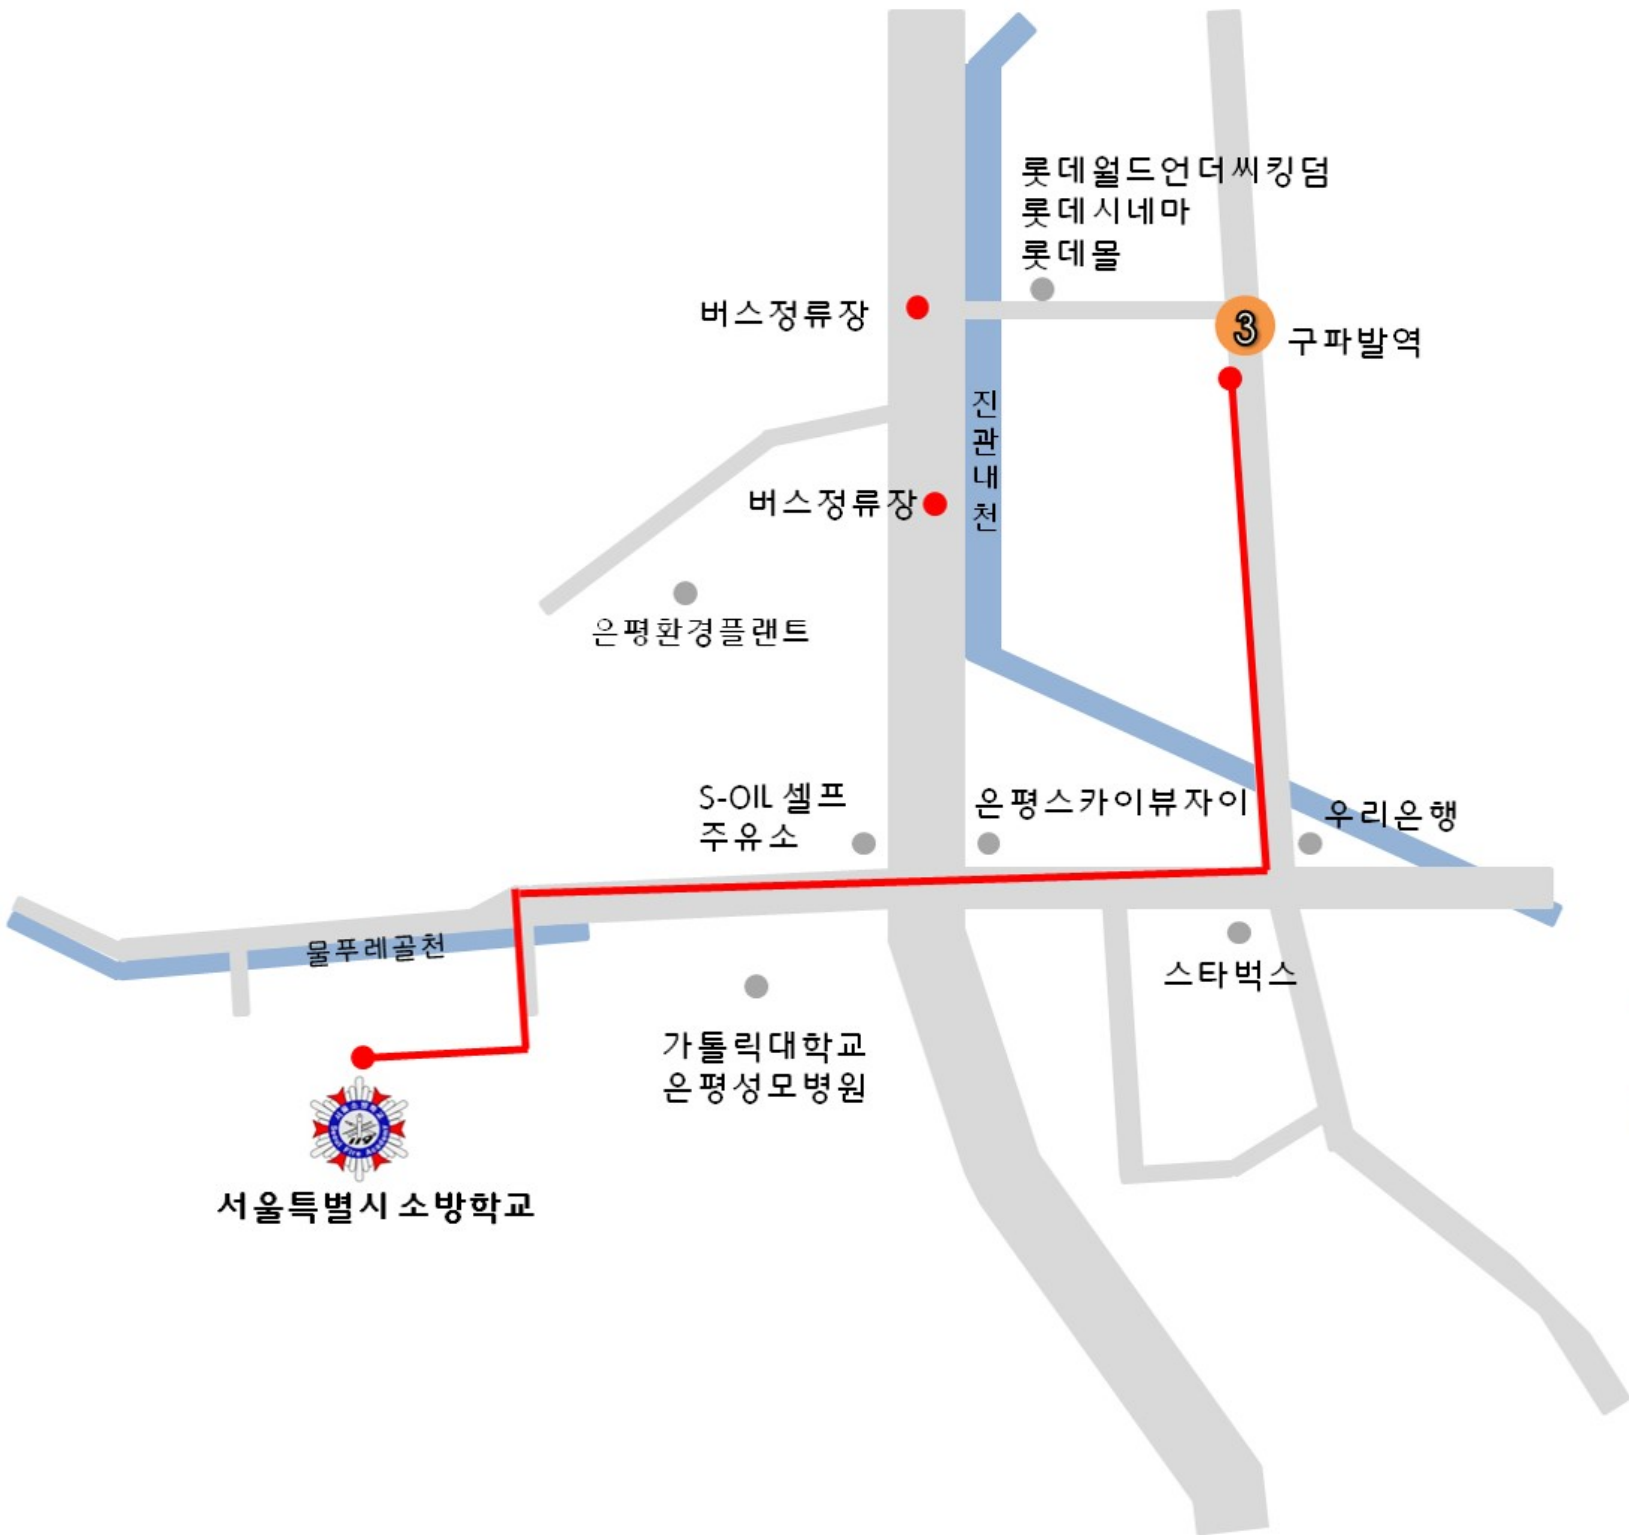 롯데월드언더씨킹덤
롯데시네마
롯데몰
버스정류장
3
구파발역
진관내천
버스정류장
은평환경플랜트
S-OIL 셀프
주유소
은평스카이뷰자이
우리은행
물푸레골천
스타벅스
가톨릭대학교
은평성모병원
119
서울특별시 소방학교